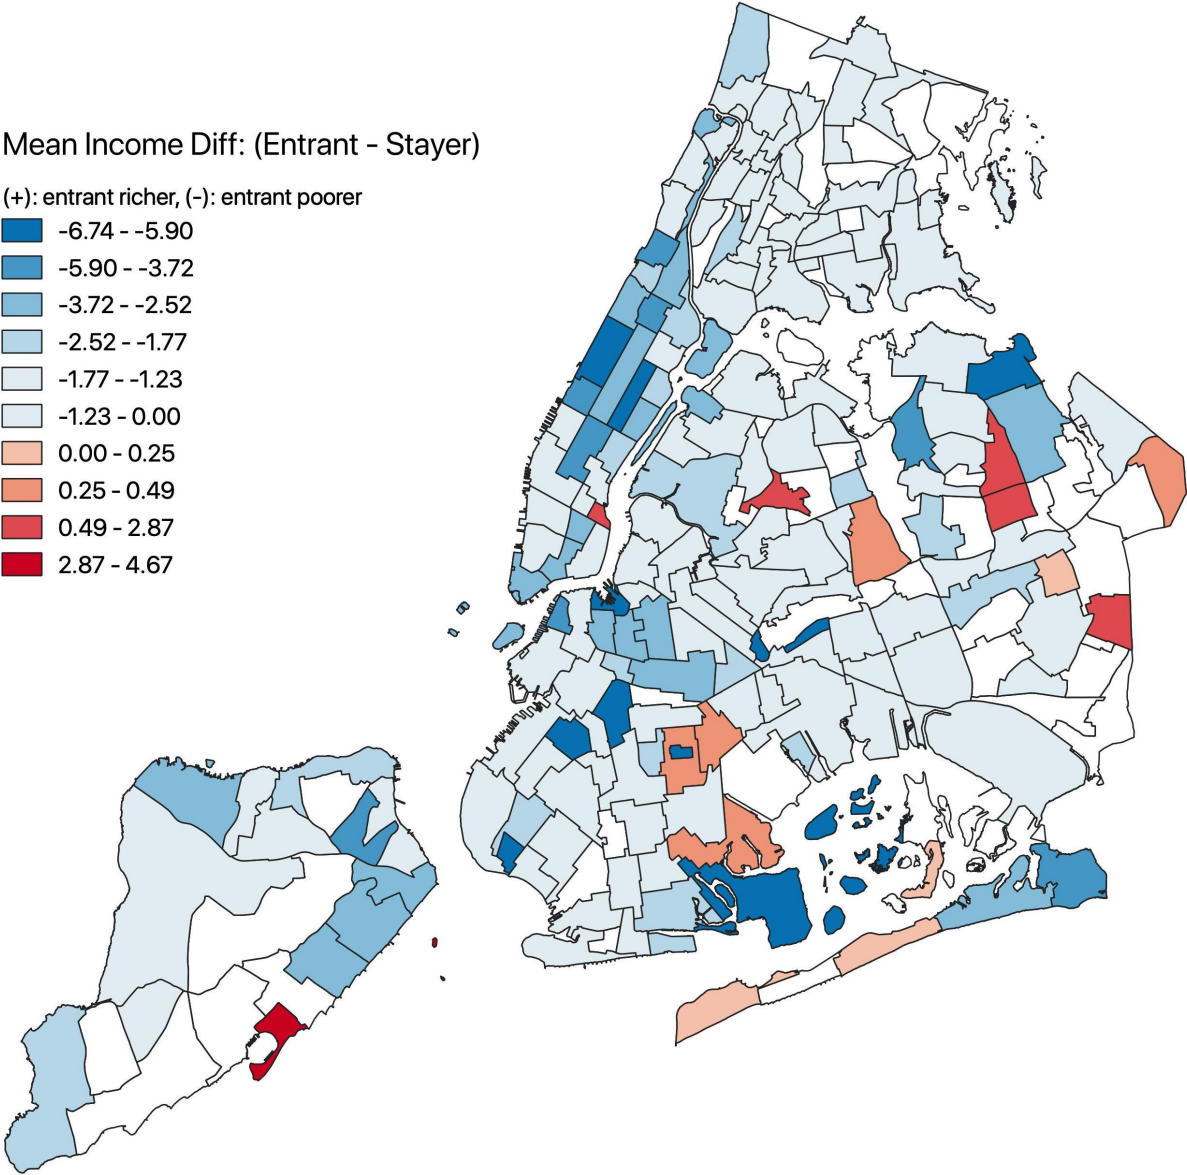 Mean Income Diff: (Entrant - Stayer)
(+): entrant richer, (-): entrant poorer
-6.74 - -5.90
-5.90 - -3.72
-3.72 - -2.52
-2.52 - -1.77
-1.77 - -1.23
-1.23 - 0.00
0.00 - 0.25
0.25 - 0.49
0.49 - 2.87
2.87 - 4.67